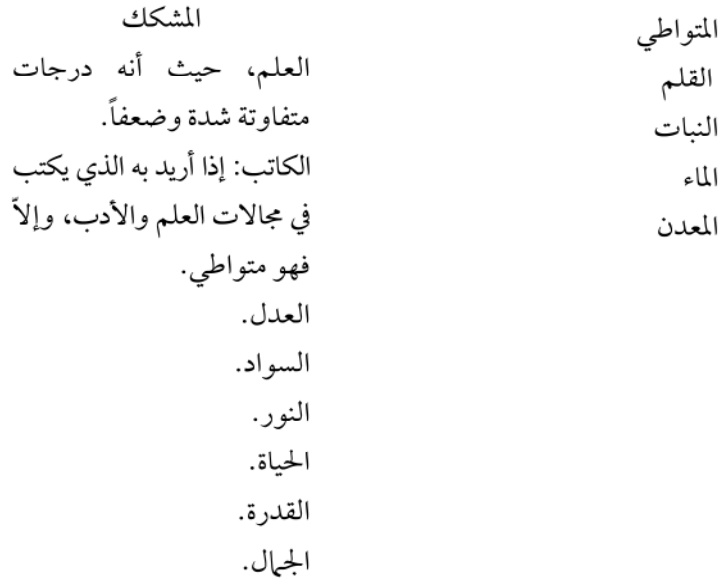 المتواطي
القلم
النبات
الماء
المعدن
المشكك
العلم، حيث أنه درجات
متفاوتة شدة وضعفاً.
الكاتب: إذا أريد به الذي يكتب
في مجالات العلم والأدب، وإلاّ
فهو متواطي.
العدل.
السواد.
النور.
الحياة.
القدرة.
الجمال.